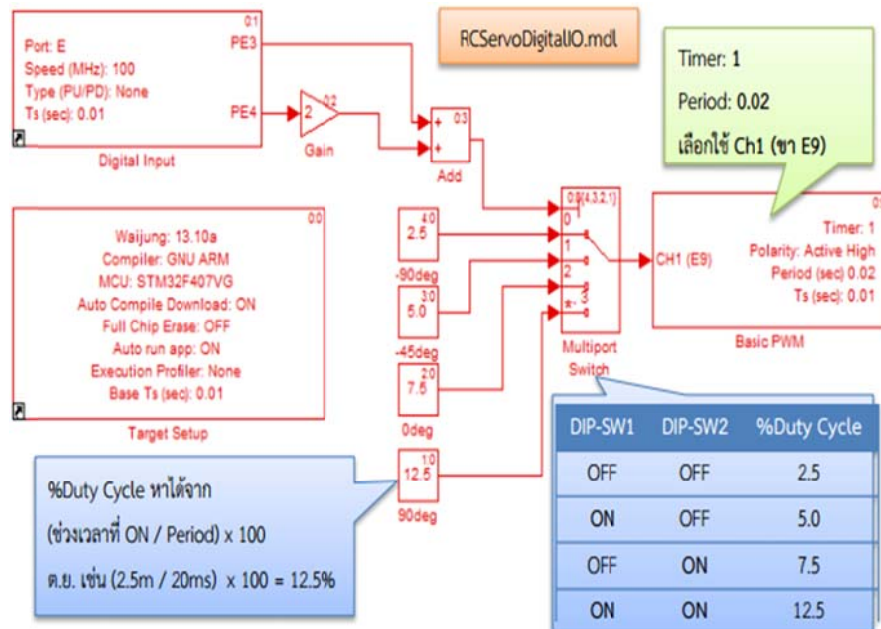 RCServoDigitalIO.mdl
0:1
Port: E
Speed (MHz): 100
Type (PU/PD): None
Ts (sec): 0.01
PE3
PE4
Digital Input
2
0:2
Gain
+
+
0:3
Add
Timer: 1
Period: 0.02
เลือกใช้ Ch1 (ขา E9)
0:0
Waijung: 13.10a
Compiler: GNU ARM
MCU: STM32F407VG
Auto Compile Download: ON
Full Chip Erase: OFF
Auto run app: ON
Execution Profiler: None
Base Ts (sec): 0.01
Target Setup
4:0
2.5
-90deg
3:0
5.0
-45deg
2:0
7.5
0deg
1:0
12.5
90deg
0
1
2
*, 3
Multiport
Switch
CH1 (E9)
Timer: 1
Polarity: Active High
Period (sec) 0.02
Ts (sec): 0.01
Basic PWM
%Duty Cycle หาได้จาก
(ช่วงเวลาที่ ON / Period) x 100
ต.ย. เช่น (2.5m / 20ms) x 100 = 12.5%
DIP-SW1 DIP-SW2 %Duty Cycle
OFF OFF 2.5
ON OFF 5.0
OFF ON 7.5
ON ON 12.5